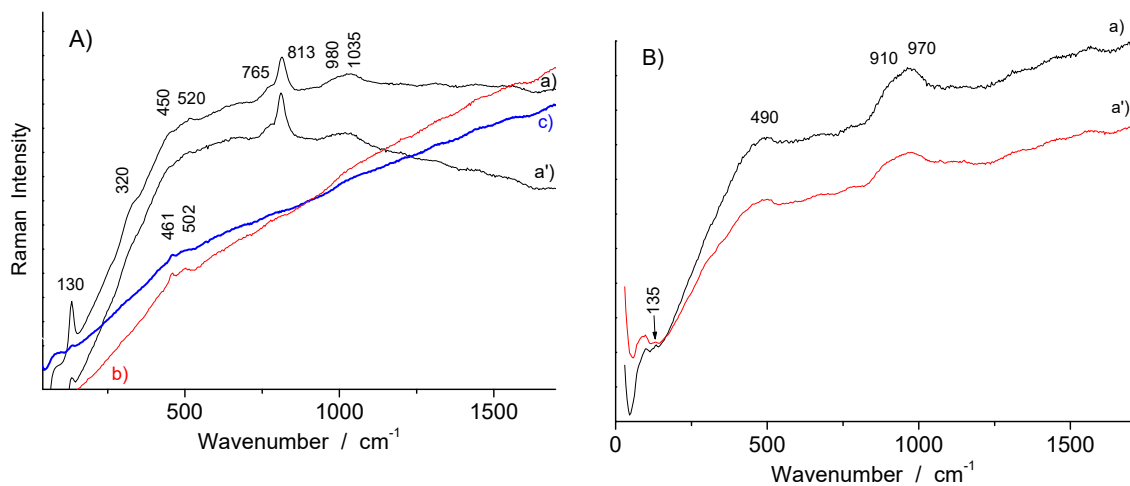 A)
813
980
1035
765
a)
450
520
c)
320
a')
461
502
130
b)
Raman Intensity
500
1000
1500
Wavenumber / cm-1
B)
a)
910
970
a')
490
135
0
500
1000
1500
Wavenumber / cm-1